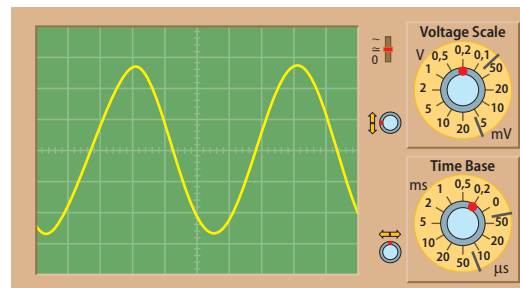 Voltage Scale
~
≃
0
V 0,5 0,2 0,1
1 50
2 20
5 10
10 20 5
mV
Time Base
ms 1 0,5 0,2
2 0
5 50
10 20
20 50 10
µs